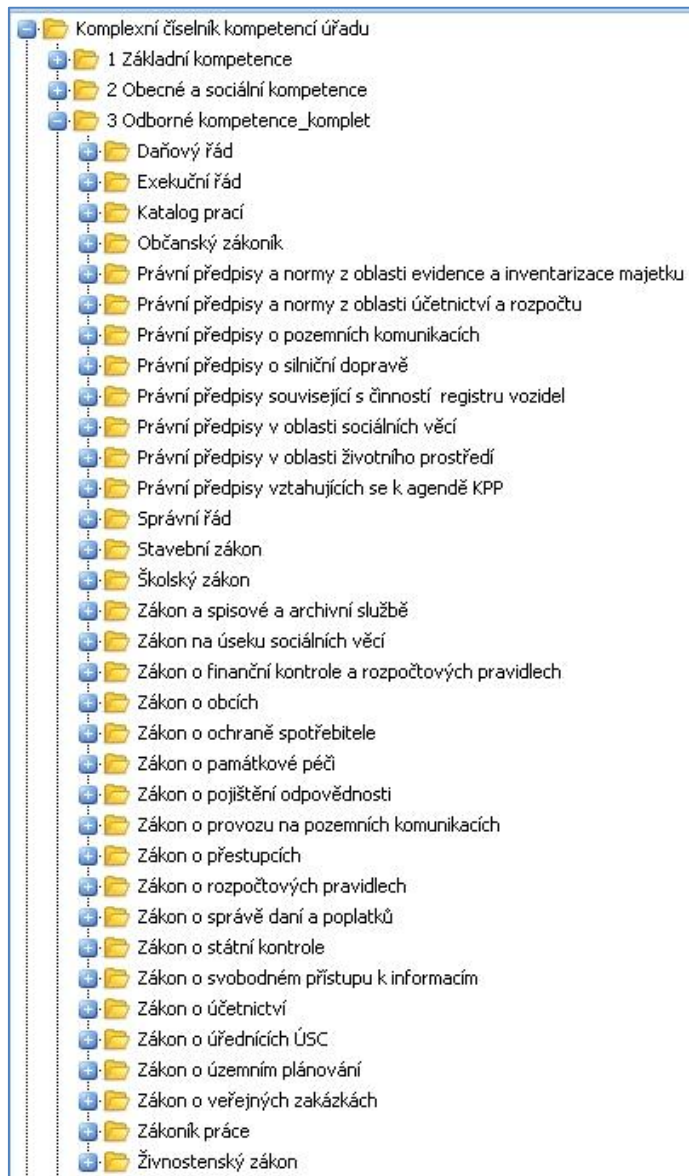 Komplexní číselník kompetencí úřadu
1 Základní kompetence
2 Obecné a sociální kompetence
3 Odborné kompetence_komplet
Daňový řád
Exekuční řád
Katalog prací
Občanský zákoník
Právní předpisy a normy z oblasti evidence a inventarizace majetku
Právní předpisy a normy z oblasti účetnictví a rozpočtu
Právní předpisy o pozemních komunikacích
Právní předpisy o silniční dopravě
Právní předpisy související s činností registru vozidel
Právní předpisy v oblasti sociálních věcí
Právní předpisy v oblasti životního prostředí
Právní předpisy vztahujících se k agendě KPP
Správní řád
Stavební zákon
Školský zákon
Zákon a spisové a archivní službě
Zákon na úseku sociálních věcí
Zákon o finanční kontrole a rozpočtových pravidlech
Zákon o obcích
Zákon o ochraně spotřebitele
Zákon o památkové péči
Zákon o pojištění odpovědnosti
Zákon o provozu na pozemních komunikacích
Zákon o přestupcích
Zákon o rozpočtových pravidlech
Zákon o správě daní a poplatků
Zákon o státní kontrole
Zákon o svobodném přístupu k informacím
Zákon o účetnictví
Zákon o úřednících ÚSC
Zákon o územním plánování
Zákon o veřejných zakázkách
Zákoník práce
Živnostenský zákon